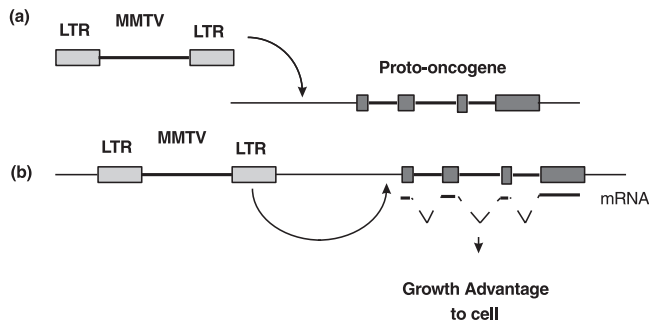 (a)
MMTV
LTR LTR
Proto-oncogene
MMTV
LTR LTR
(b)
mRNA
Growth Advantage
to cell